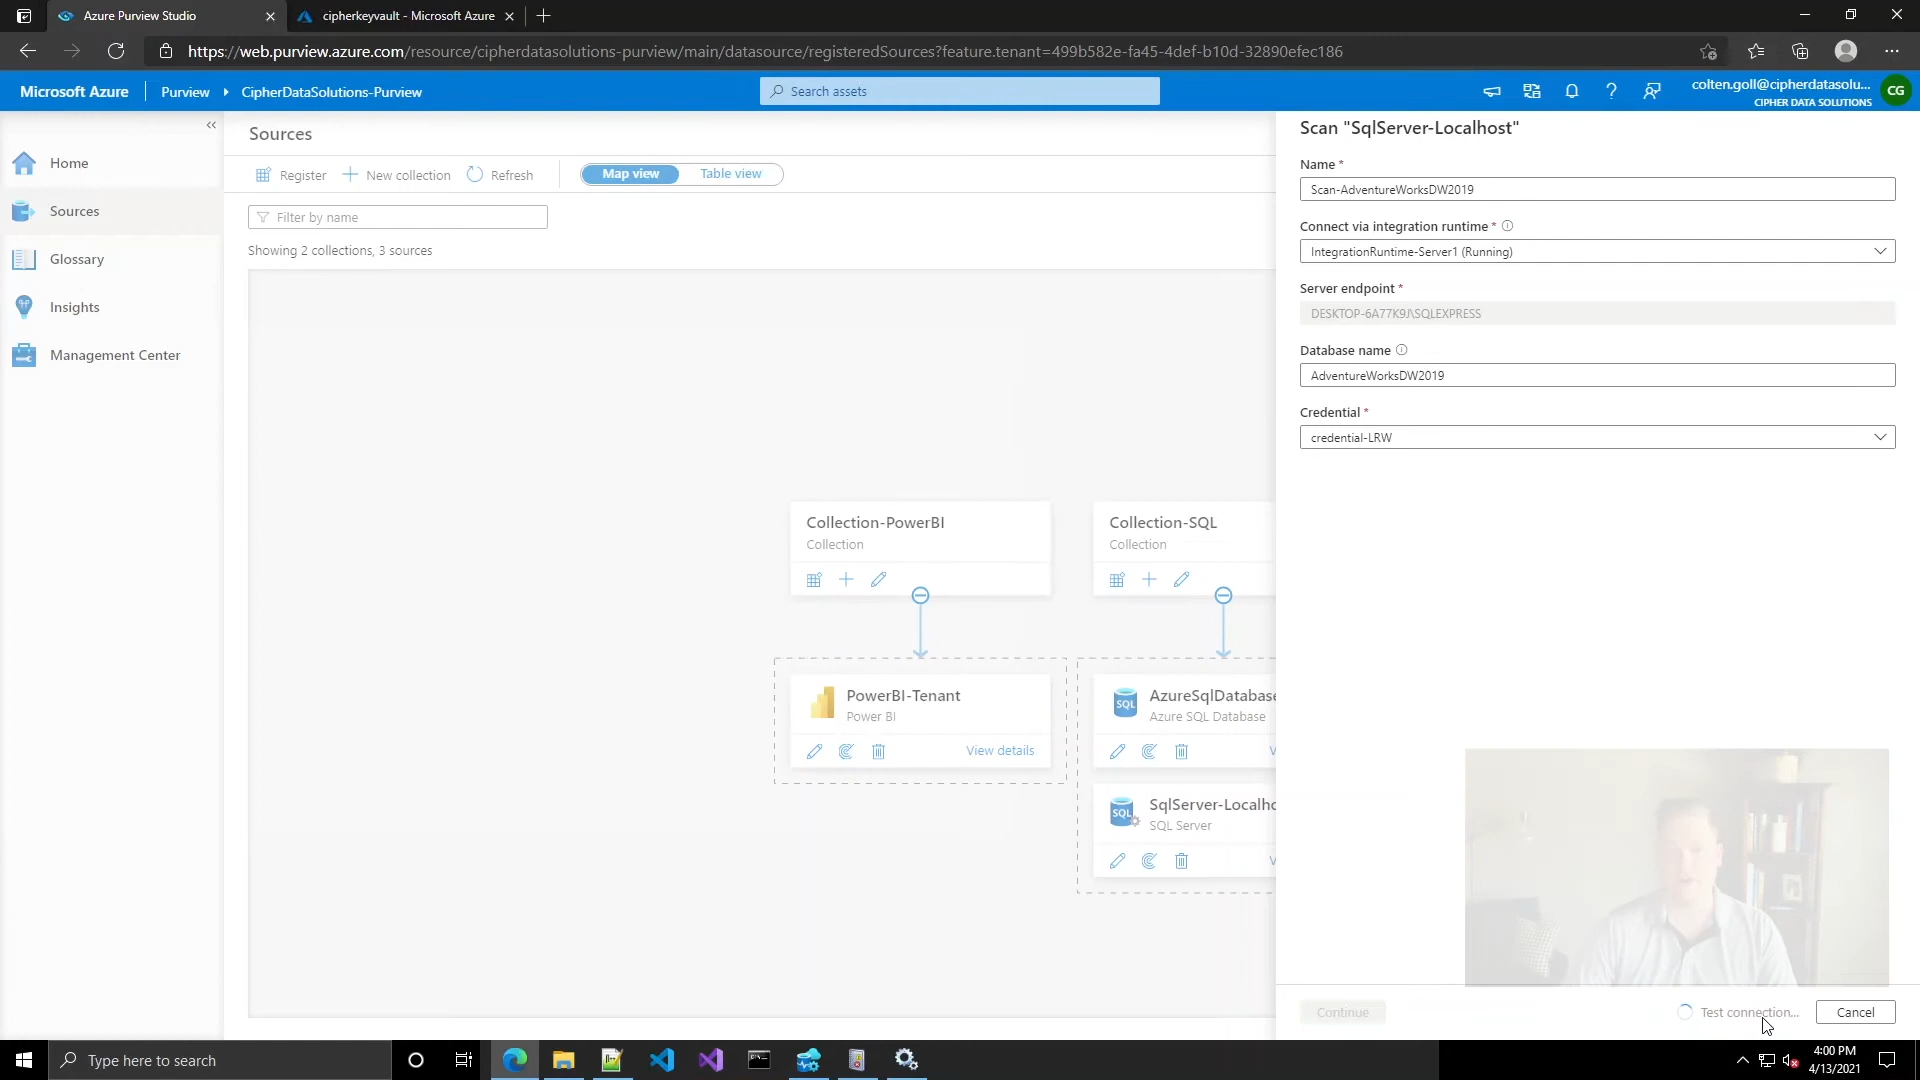 Azure Purview Studio
cipherkeyvault - Microsoft Azure
https://web.purview.azure.com/resource/cipherdatasolutions-purview/main/datasource/registeredSources?feature.tenant=499b582e-fa45-4def-b10d-32890efec186
Microsoft Azure
Purview
CipherDataSolutions-Purview
Search assets
colten.goll@cipherdatasolu...
CIPHER DATA SOLUTIONS
CG
Home
Sources
Glossary
Insights
Management Center
Sources
Register
New collection
Refresh
Map view
Table view
Filter by name
Showing 2 collections, 3 sources
Collection-PowerBI
Collection
Collection-SQL
Collection
PowerBI-Tenant
Power BI
View details
SQL
AzureSqlDatabase
Azure SQL Database
V
SQL
SqlServer-Localho
SQL Server
V
Scan "SqlServer-Localhost"
Name *
Scan-AdventureWorksDW2019
Connect via integration runtime *
IntegrationRuntime-Server1 (Running)
Server endpoint *
DESKTOP-6A77K9J\SQLEXPRESS
Database name
AdventureWorksDW2019
Credential *
credential-LRW
Continue
Test connection...
Cancel
Type here to search
4:00 PM
4/13/2021